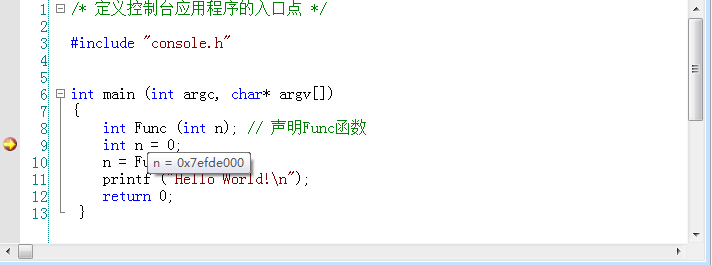 1 /* 定义控制台应用程序的入口点 */
2
3 #include "console.h"
4
5
6 int main (int argc, char* argv[])
7 {
8 int Func (int n); // 声明Func函数
9 int n = 0;
10 n = Fu
n = 0x7efde000
11 printf ("Hello World!\n");
12 return 0;
13 }